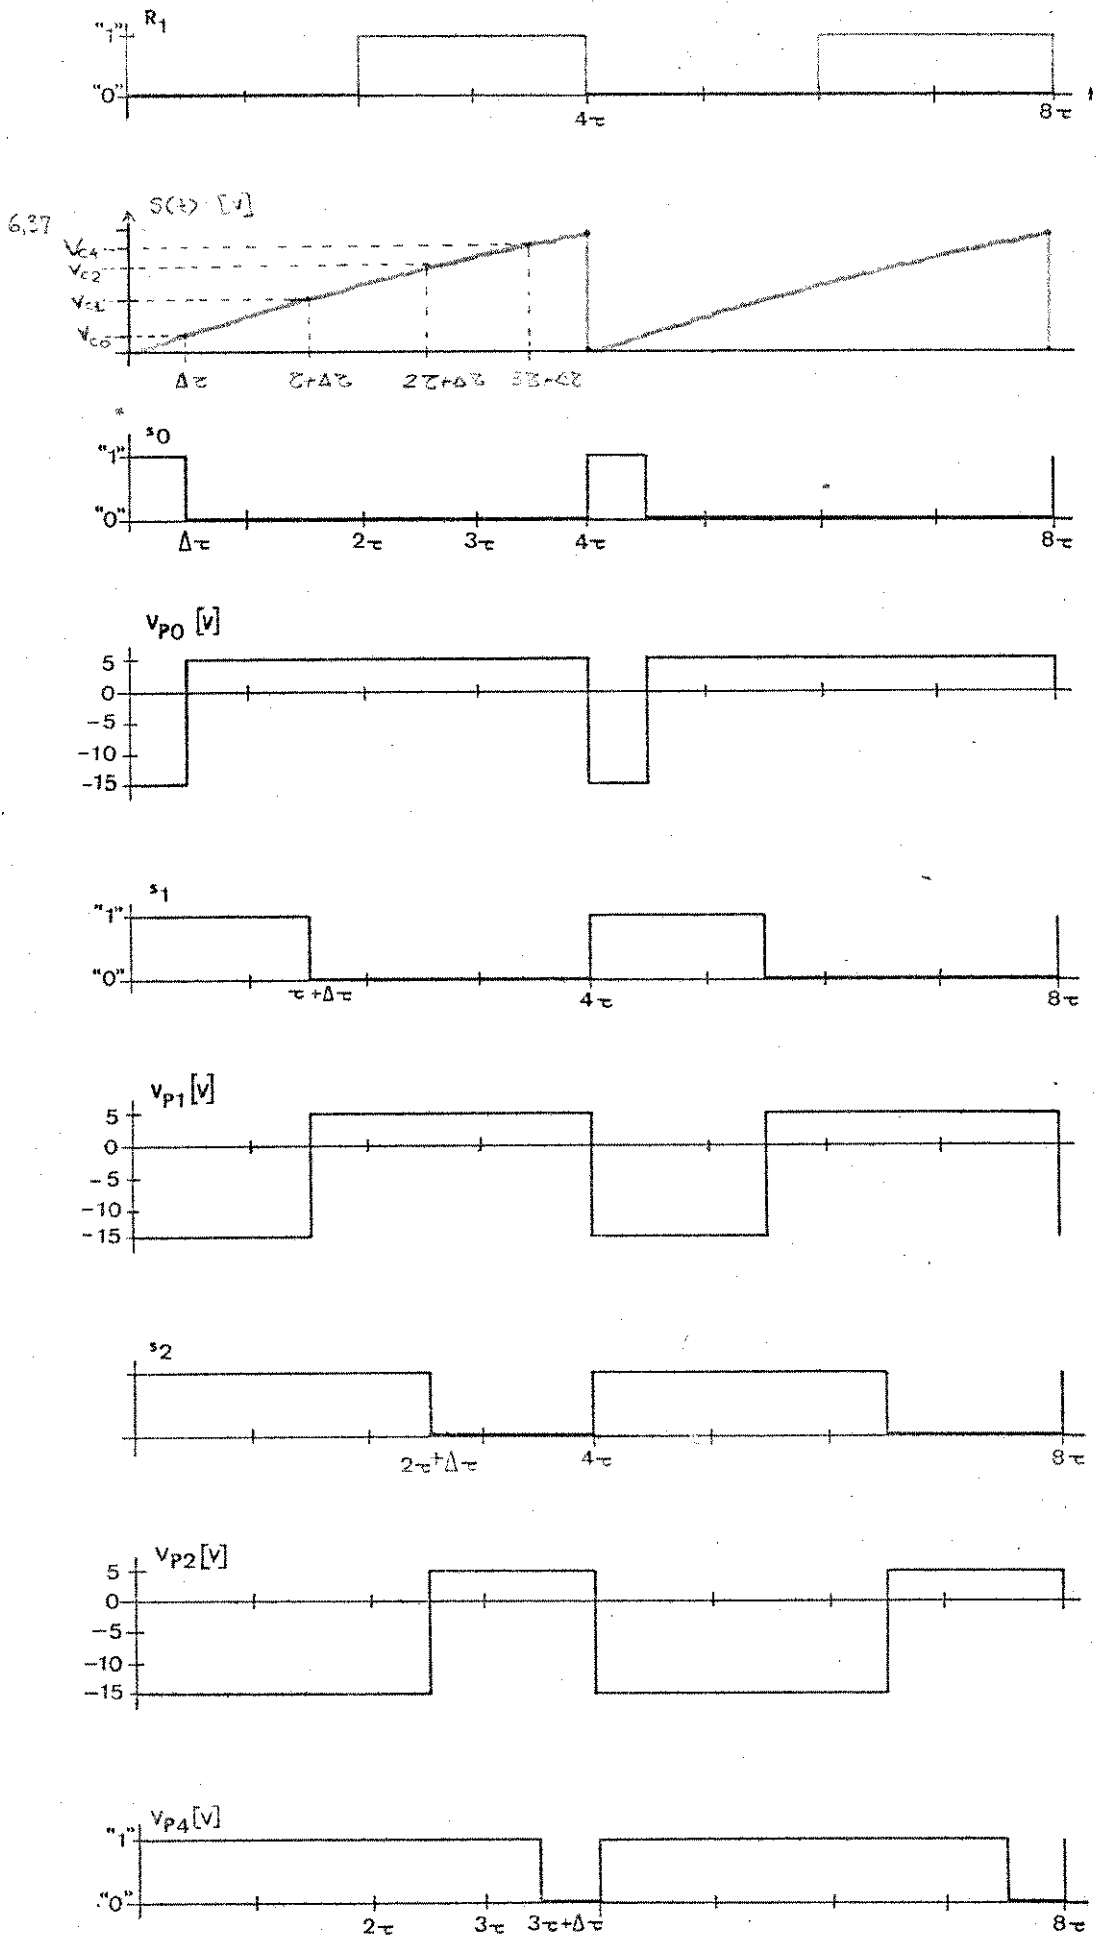 R1
"1"
"0"
4τ
8τ
t
S(t) [V]
6,37
Vc4
Vc2
Vc1
Vc0
Δτ
τ+Δτ
2τ+Δτ
3τ+Δτ
s0
"1"
"0"
Δτ
2τ
3τ
4τ
8τ
VP0 [V]
5
0
-5
-10
-15
s1
"1"
"0"
τ+Δτ
4τ
8τ
VP1[V]
5
0
-5
-10
-15
s2
2τ+Δτ
4τ
8τ
VP2[V]
5
0
-5
-10
-15
VP4[V]
"1"
"0"
2τ
3τ
3τ+Δτ
8τ